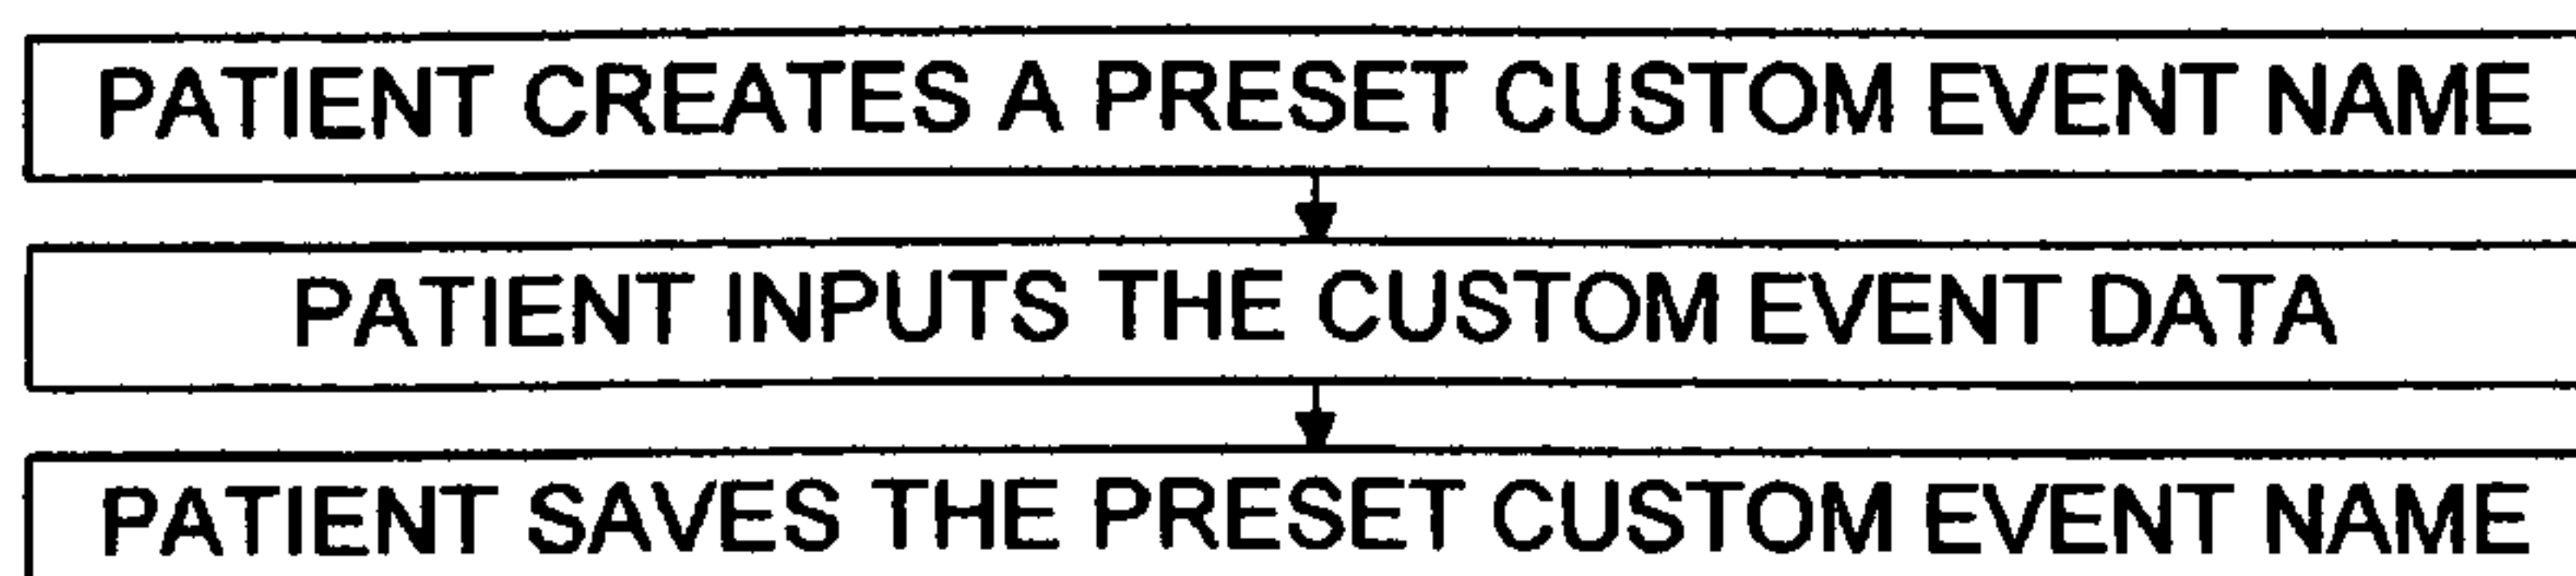 PATIENT CREATES A PRESET CUSTOM EVENT NAME
PATIENT INPUTS THE CUSTOM EVENT DATA
PATIENT SAVES THE PRESET CUSTOM EVENT NAME